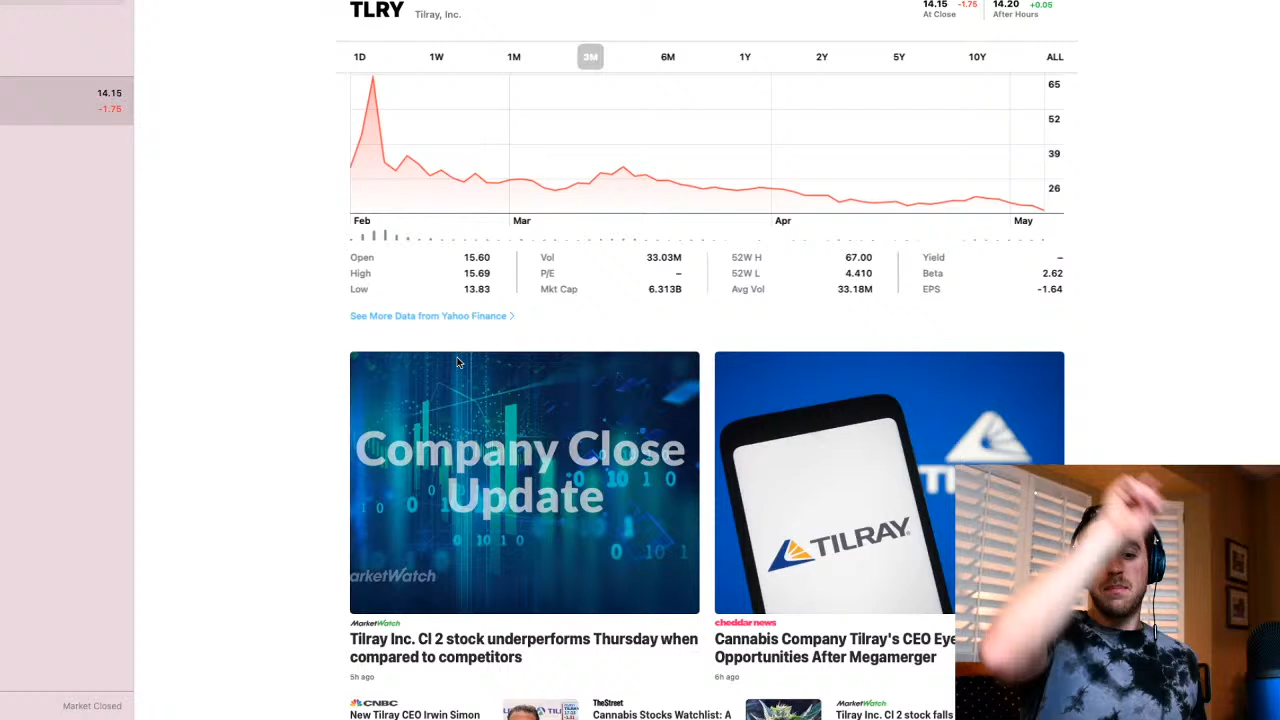 TLRY Tilray, Inc.
14.15 -1.75 14.20 +0.05
At Close After Hours
1D 1W 1M 3M 6M 1Y 2Y 5Y 10Y ALL
14.15
-1.75
65
52
39
26
Feb Mar Apr May
Open 15.60 Vol 33.03M 52W H 67.00 Yield –
High 15.69 P/E – 52W L 4.410 Beta 2.62
Low 13.83 Mkt Cap 6.313B Avg Vol 33.18M EPS -1.64
See More Data from Yahoo Finance >
Company Close
Update
arketWatch
TILRAY
MarketWatch
Tilray Inc. Cl 2 stock underperforms Thursday when
compared to competitors
5h ago
cheddar news
Cannabis Company Tilray's CEO Eye
Opportunities After Megamerger
6h ago
CNBC
New Tilray CEO Irwin Simon
TheStreet
Cannabis Stocks Watchlist: A
MarketWatch
Tilray Inc. Cl 2 stock falls
Market Closed